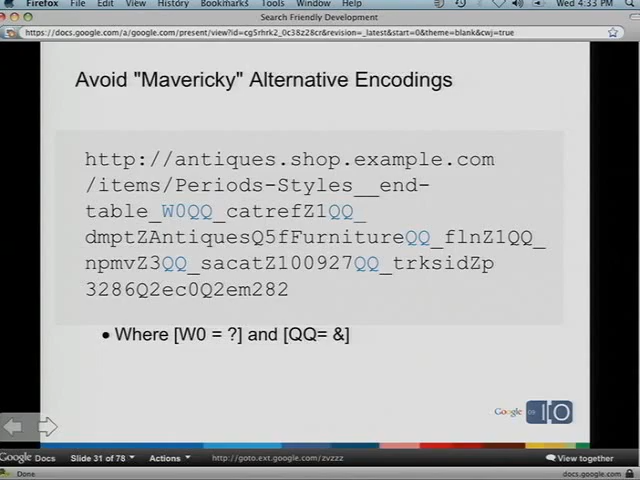 Firefox File Edit View History Bookmarks Tools Window Help Wed 4:33 PM
Search Friendly Development
https://docs.google.com/a/google.com/present/view?id=cg5rhrk2_0c38z28cr&revision=_latest&start=0&theme=blank&cwj=true
Avoid "Mavericky" Alternative Encodings
http://antiques.shop.example.com
/items/Periods-Styles__end-
table_W0QQ_catrefZ1QQ_
dmptZAntiquesQ5fFurnitureQQ_flnZ1QQ_
npmvZ3QQ_sacatZ100927QQ_trksidZp
3286Q2ec0Q2em282
• Where [W0 = ?] and [QQ= &]
Google IO
Google Docs Slide 31 of 78 Actions http://goto.ext.google.com/zvzzz View together
Done docs.google.com